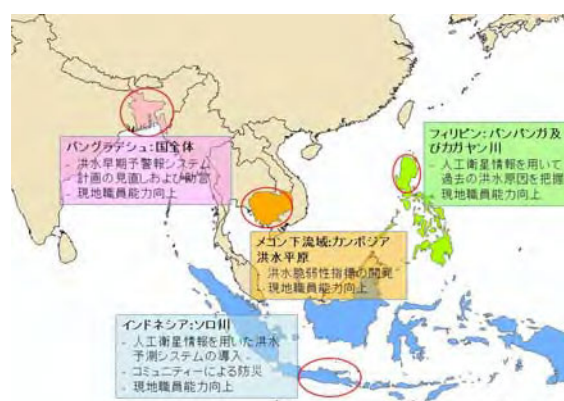 バングラデシュ:国全体
- 洪水早期予警報システム
- 計画の見直しおよび助言
- 現地職員能力向上
フィリピン:パンパンガ及
びカガヤン川
- 人工衛星情報を用いて
過去の洪水原因を把握
- 現地職員能力向上
メコン下流域:カンボジア
洪水平原
- 洪水脆弱性指標の開発
- 現地職員能力向上
インドネシア:ソロ川
- 人工衛星情報を用いた洪水
予測システムの導入
- コミュニティーによる防災
- 現地職員能力向上